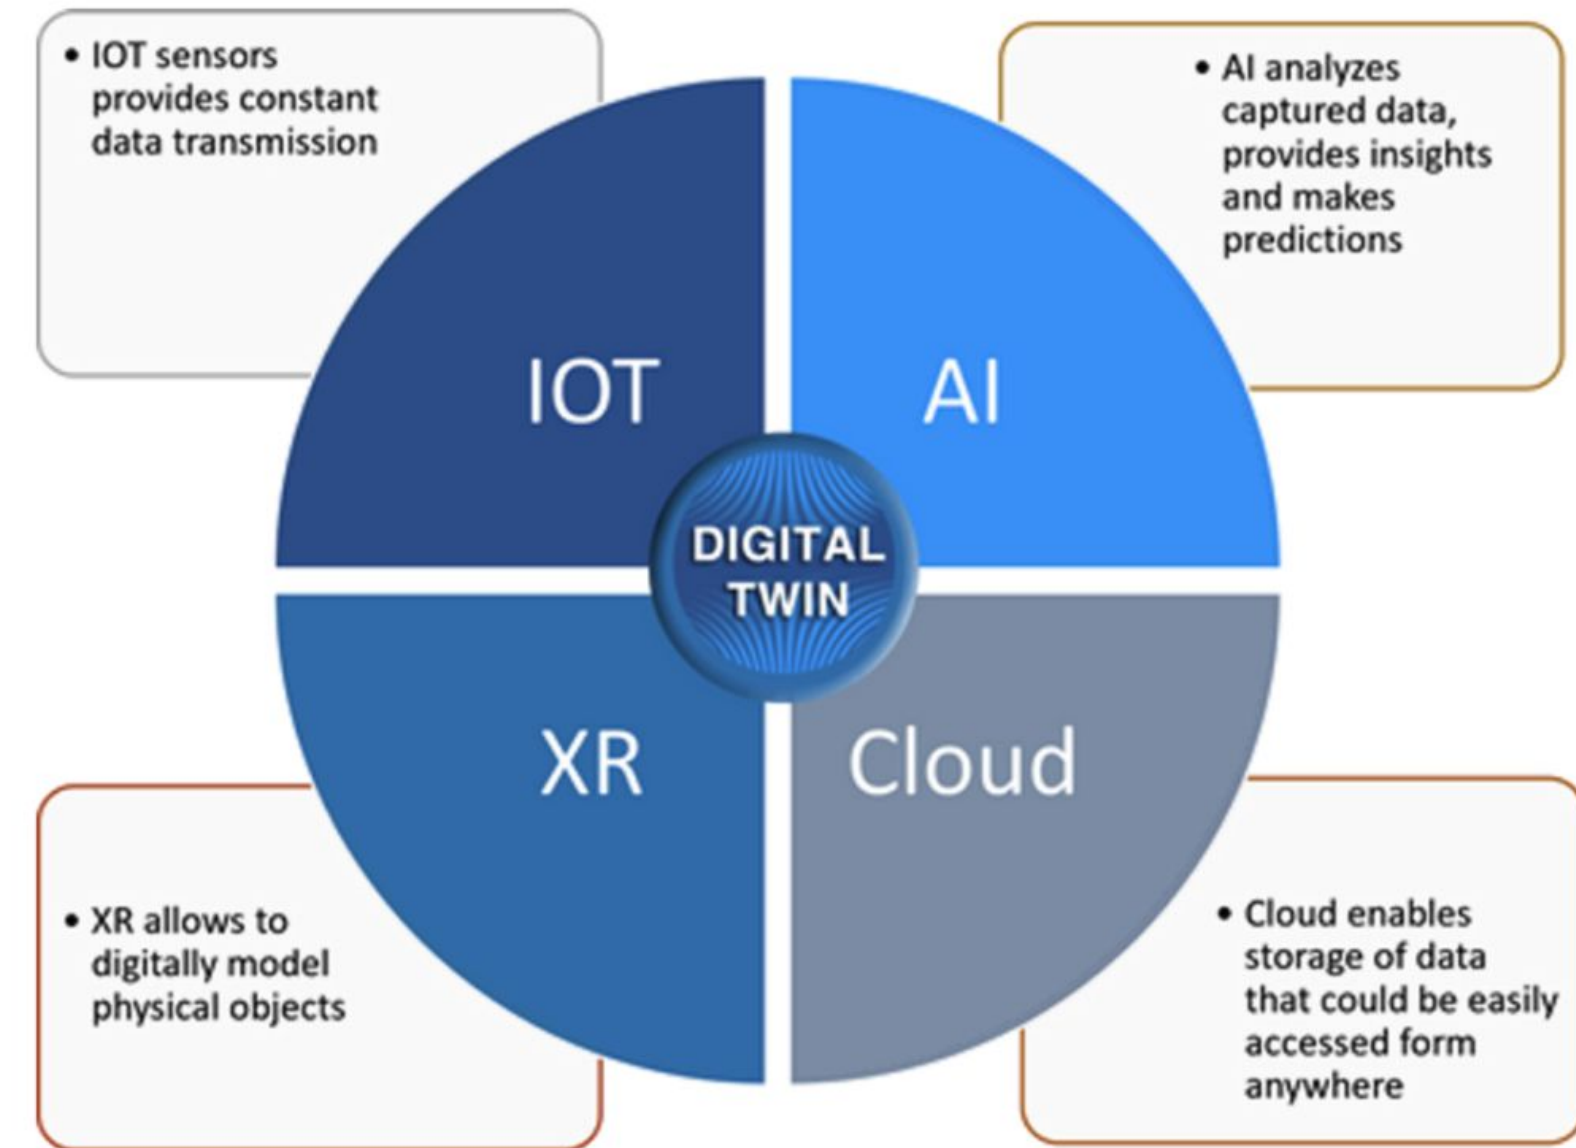 • IOT sensors
provides constant
data transmission
• AI analyzes
captured data,
provides insights
and makes
predictions
IOT
AI
DIGITAL
TWIN
XR
Cloud
• XR allows to
digitally model
physical objects
• Cloud enables
storage of data
that could be easily
accessed form
anywhere